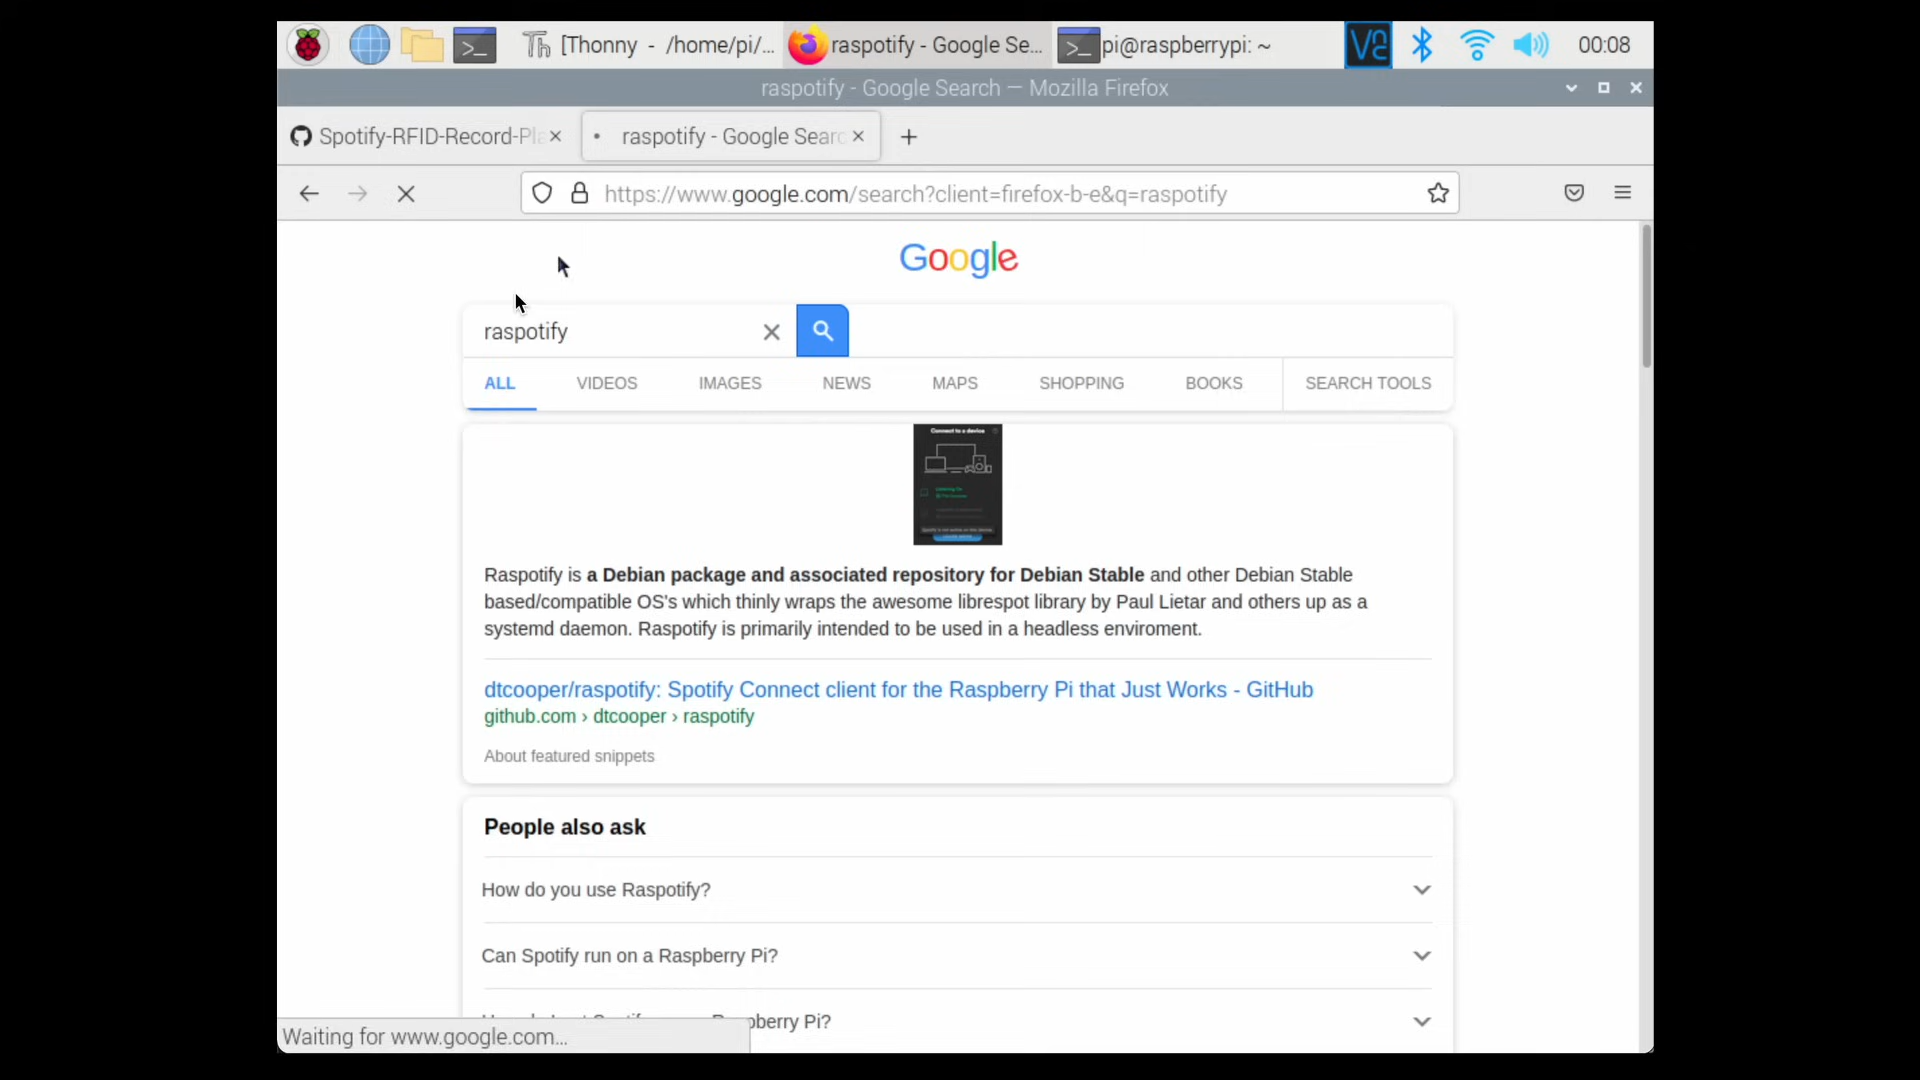 [Thonny - /home/pi/...
raspotify - Google Se...
pi@raspberrypi: ~
00:08
raspotify - Google Search — Mozilla Firefox
Spotify-RFID-Record-Pla
raspotify - Google Searc
https://www.google.com/search?client=firefox-b-e&q=raspotify
Google
raspotify
ALL VIDEOS IMAGES NEWS MAPS SHOPPING BOOKS SEARCH TOOLS
Connect to a device
Raspotify is a Debian package and associated repository for Debian Stable and other Debian Stable
based/compatible OS's which thinly wraps the awesome librespot library by Paul Lietar and others up as a
systemd daemon. Raspotify is primarily intended to be used in a headless enviroment.
dtcooper/raspotify: Spotify Connect client for the Raspberry Pi that Just Works - GitHub
github.com › dtcooper › raspotify
About featured snippets
People also ask
How do you use Raspotify?
Can Spotify run on a Raspberry Pi?
pberry Pi?
Waiting for www.google.com...